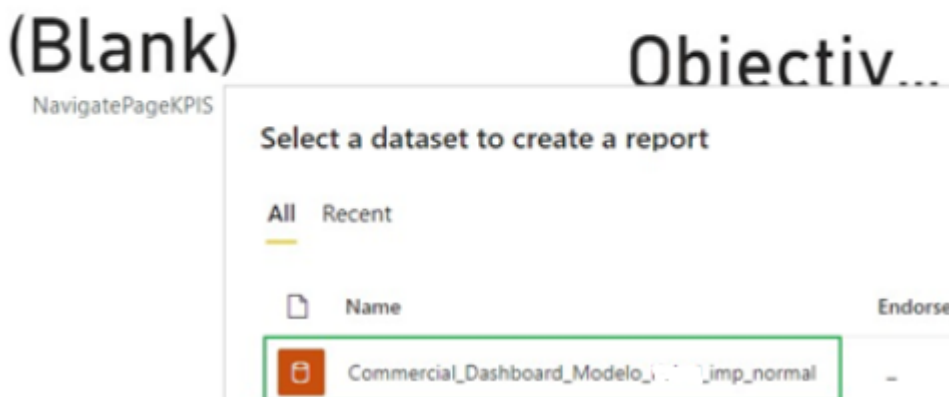 (Blank)
Objectiv...
NavigatePageKPIS
Select a dataset to create a report
All Recent
Name Endorse
Commercial_Dashboard_Modelo_ _imp_normal –